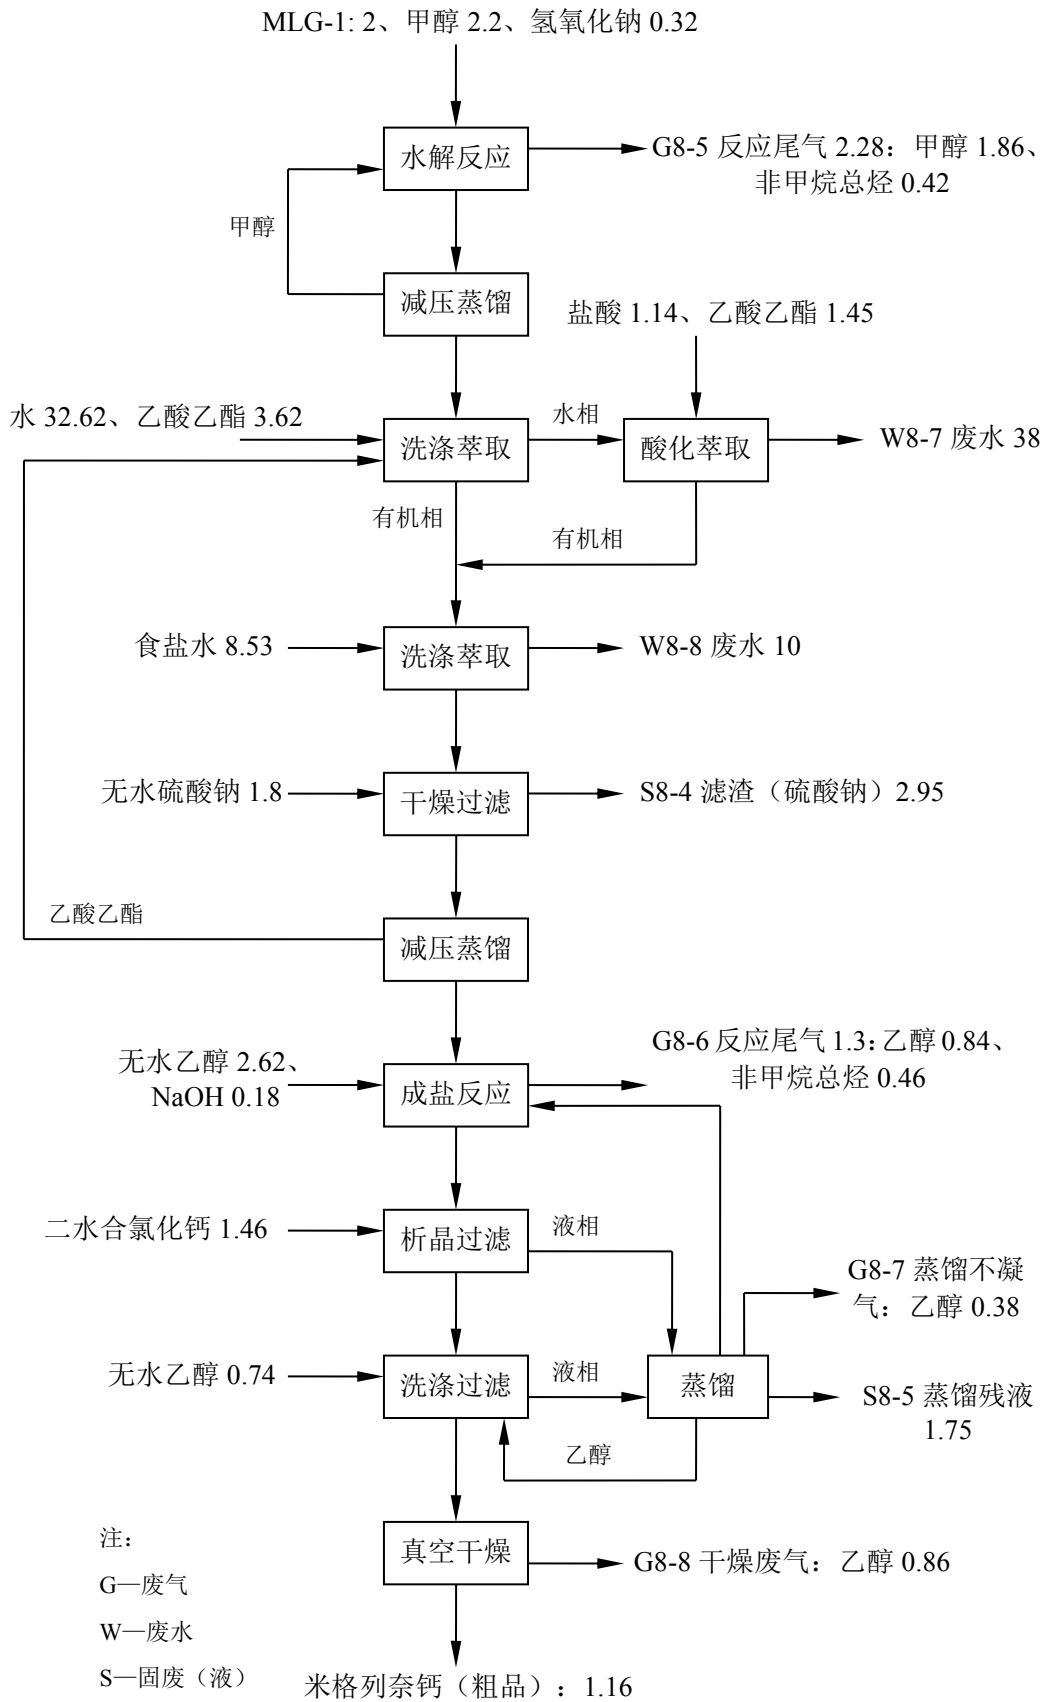 MLG-1: 2、甲醇 2.2、氢氧化钠 0.32
水解反应
G8-5 反应尾气 2.28：甲醇 1.86、
非甲烷总烃 0.42
甲醇
减压蒸馏
盐酸 1.14、乙酸乙酯 1.45
水 32.62、乙酸乙酯 3.62
洗涤萃取
水相
酸化萃取
W8-7 废水 38
有机相
有机相
食盐水 8.53
洗涤萃取
W8-8 废水 10
无水硫酸钠 1.8
干燥过滤
S8-4 滤渣（硫酸钠）2.95
乙酸乙酯
减压蒸馏
无水乙醇 2.62、
NaOH 0.18
成盐反应
G8-6 反应尾气 1.3：乙醇 0.84、
非甲烷总烃 0.46
二水合氯化钙 1.46
析晶过滤
液相
G8-7 蒸馏不凝
气：乙醇 0.38
无水乙醇 0.74
洗涤过滤
液相
蒸馏
S8-5 蒸馏残液
1.75
乙醇
真空干燥
G8-8 干燥废气：乙醇 0.86
注：
G—废气
W—废水
S—固废（液）
米格列奈钙（粗品）：1.16